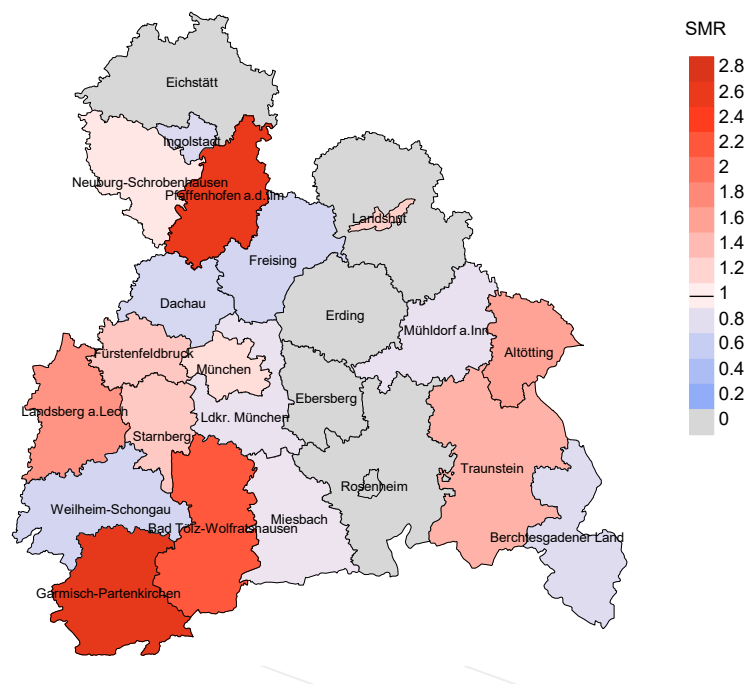 SMR
2.8
2.6
2.4
2.2
2
1.8
1.6
1.4
1.2
1
0.8
0.6
0.4
0.2
0
Eichstätt
Ingolstadt
Neuburg-Schrobenhausen
Pfaffenhofen a.d.Ilm
Landshut
Freising
Dachau
Erding
Mühldorf a.Inn
Altötting
Fürstenfeldbruck
München
Ebersberg
Landsberg a.Lech
Ldkr. München
Starnberg
Traunstein
Rosenheim
Weilheim-Schongau
Miesbach
Bad Tölz-Wolfratshausen
Berchtesgadener Land
Garmisch-Partenkirchen